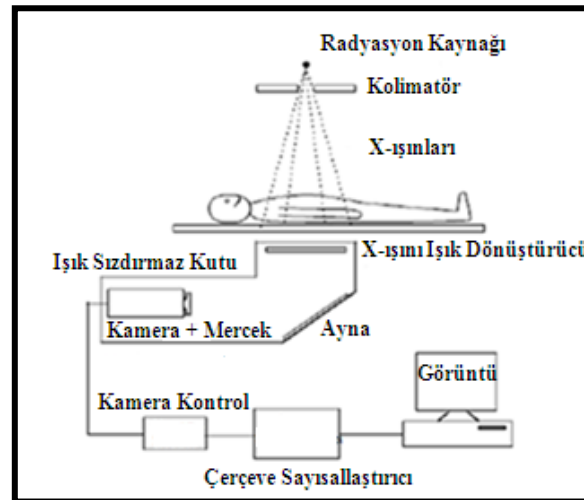 Radyasyon Kaynağı
Kolimatör
X-ışınları
Işık Sızdırmaz Kutu
X-ışını Işık Dönüştürücü
Kamera + Mercek
Ayna
Görüntü
Kamera Kontrol
Çerçeve Sayısallaştırıcı